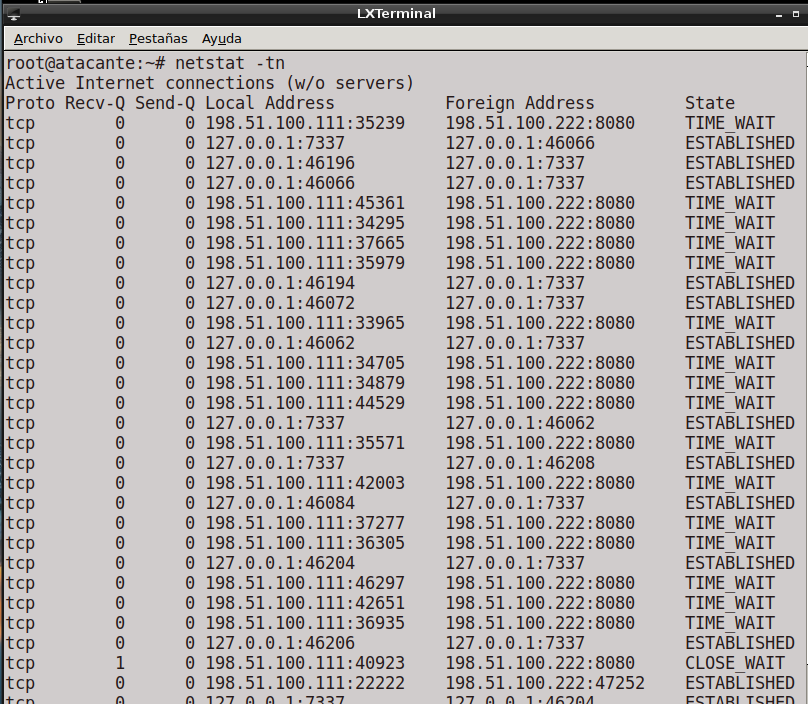 LXTerminal
Archivo Editar Pestañas Ayuda
root@atacante:~# netstat -tn
Active Internet connections (w/o servers)
Proto Recv-Q Send-Q Local Address           Foreign Address         State
tcp        0      0 198.51.100.111:35239    198.51.100.222:8080     TIME_WAIT
tcp        0      0 127.0.0.1:7337          127.0.0.1:46066         ESTABLISHED
tcp        0      0 127.0.0.1:46196         127.0.0.1:7337          ESTABLISHED
tcp        0      0 127.0.0.1:46066         127.0.0.1:7337          ESTABLISHED
tcp        0      0 198.51.100.111:45361    198.51.100.222:8080     TIME_WAIT
tcp        0      0 198.51.100.111:34295    198.51.100.222:8080     TIME_WAIT
tcp        0      0 198.51.100.111:37665    198.51.100.222:8080     TIME_WAIT
tcp        0      0 198.51.100.111:35979    198.51.100.222:8080     TIME_WAIT
tcp        0      0 127.0.0.1:46194         127.0.0.1:7337          ESTABLISHED
tcp        0      0 127.0.0.1:46072         127.0.0.1:7337          ESTABLISHED
tcp        0      0 198.51.100.111:33965    198.51.100.222:8080     TIME_WAIT
tcp        0      0 127.0.0.1:46062         127.0.0.1:7337          ESTABLISHED
tcp        0      0 198.51.100.111:34705    198.51.100.222:8080     TIME_WAIT
tcp        0      0 198.51.100.111:34879    198.51.100.222:8080     TIME_WAIT
tcp        0      0 198.51.100.111:44529    198.51.100.222:8080     TIME_WAIT
tcp        0      0 127.0.0.1:7337          127.0.0.1:46062         ESTABLISHED
tcp        0      0 198.51.100.111:35571    198.51.100.222:8080     TIME_WAIT
tcp        0      0 127.0.0.1:7337          127.0.0.1:46208         ESTABLISHED
tcp        0      0 198.51.100.111:42003    198.51.100.222:8080     TIME_WAIT
tcp        0      0 127.0.0.1:46084         127.0.0.1:7337          ESTABLISHED
tcp        0      0 198.51.100.111:37277    198.51.100.222:8080     TIME_WAIT
tcp        0      0 198.51.100.111:36305    198.51.100.222:8080     TIME_WAIT
tcp        0      0 127.0.0.1:46204         127.0.0.1:7337          ESTABLISHED
tcp        0      0 198.51.100.111:46297    198.51.100.222:8080     TIME_WAIT
tcp        0      0 198.51.100.111:42651    198.51.100.222:8080     TIME_WAIT
tcp        0      0 198.51.100.111:36935    198.51.100.222:8080     TIME_WAIT
tcp        0      0 127.0.0.1:46206         127.0.0.1:7337          ESTABLISHED
tcp        1      0 198.51.100.111:40923    198.51.100.222:8080     CLOSE_WAIT
tcp        0      0 198.51.100.111:22222    198.51.100.222:47252    ESTABLISHED
tcp        0      0 127.0.0.1:7337          127.0.0.1:46204         ESTABLISHED